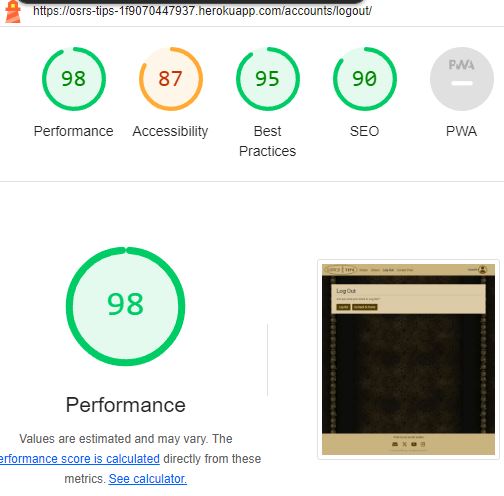 https://osrs-tips-1f9070447937.herokuapp.com/accounts/logout/
98
87
95
90
PWA
Performance
Accessibility
Best
Practices
SEO
PWA
98
Performance
Values are estimated and may vary. The
erformance score is calculated directly from these
metrics. See calculator.
Log Out